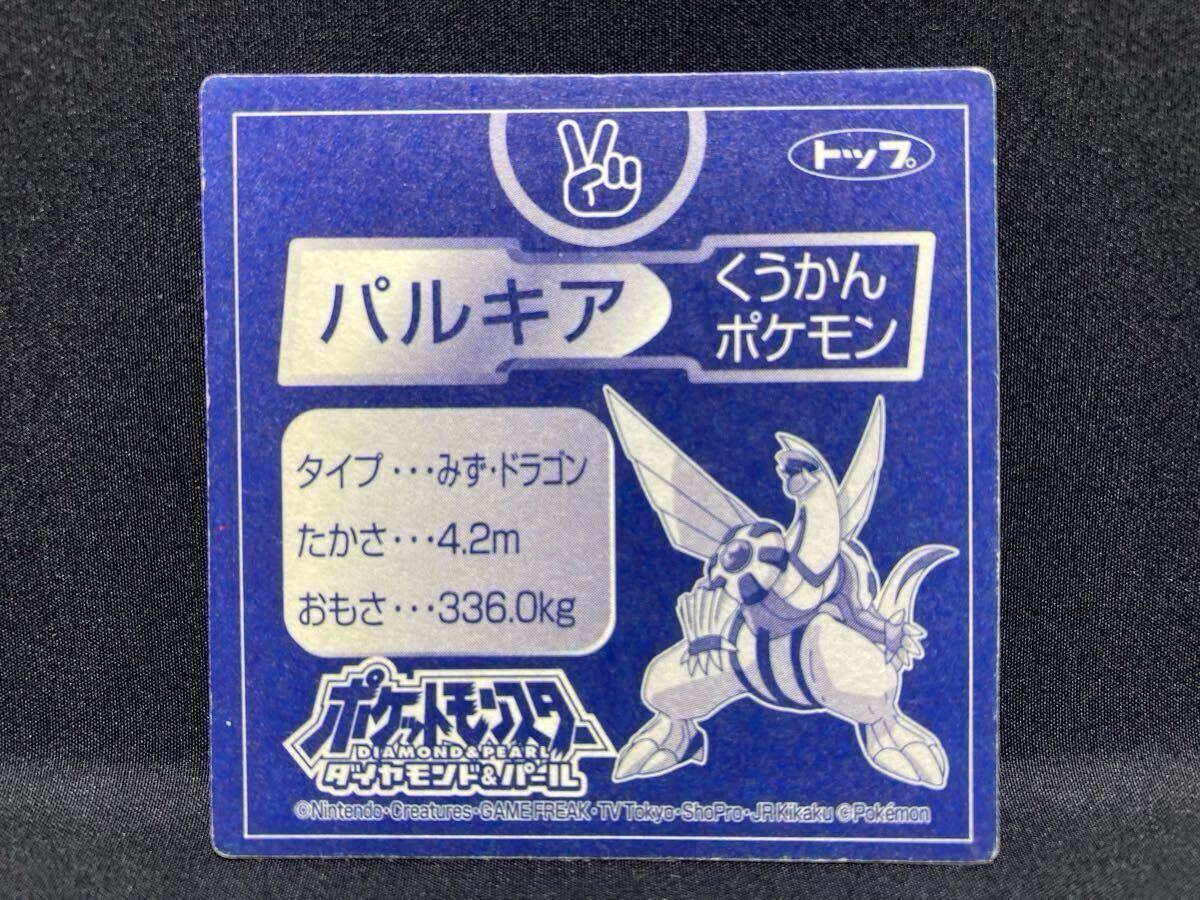 トップ。
パルキア
くうかん
ポケモン
タイプ・・・みず・ドラゴン
たかさ・・・4.2m
おもさ・・・336.0kg
ポケットモンスター
DIAMOND & PEARL
ダイヤモンド&パール
©Nintendo・Creatures・GAME FREAK・TV Tokyo・ShoPro・JR Kikaku ©Pokémon